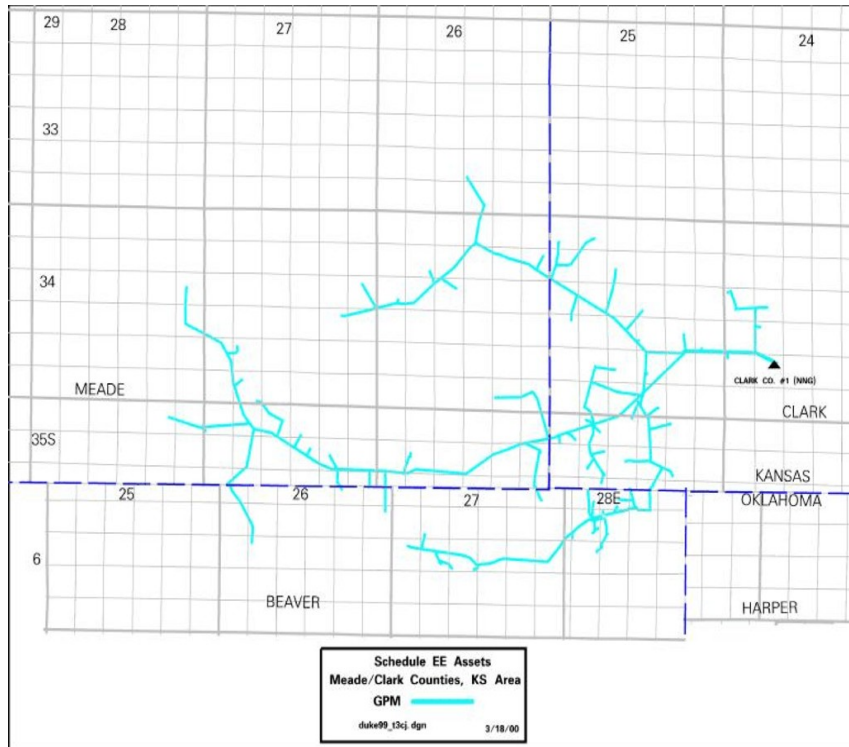 29 28 27 26 25 24
33
34
CLARK CO. #1 (NNG)
MEADE
CLARK
35S
KANSAS
25 26 27 28E
OKLAHOMA
6
BEAVER
HARPER
Schedule EE Assets
Meade/Clark Counties, KS Area
GPM
duke99_t3cj.dgn 3/18/00